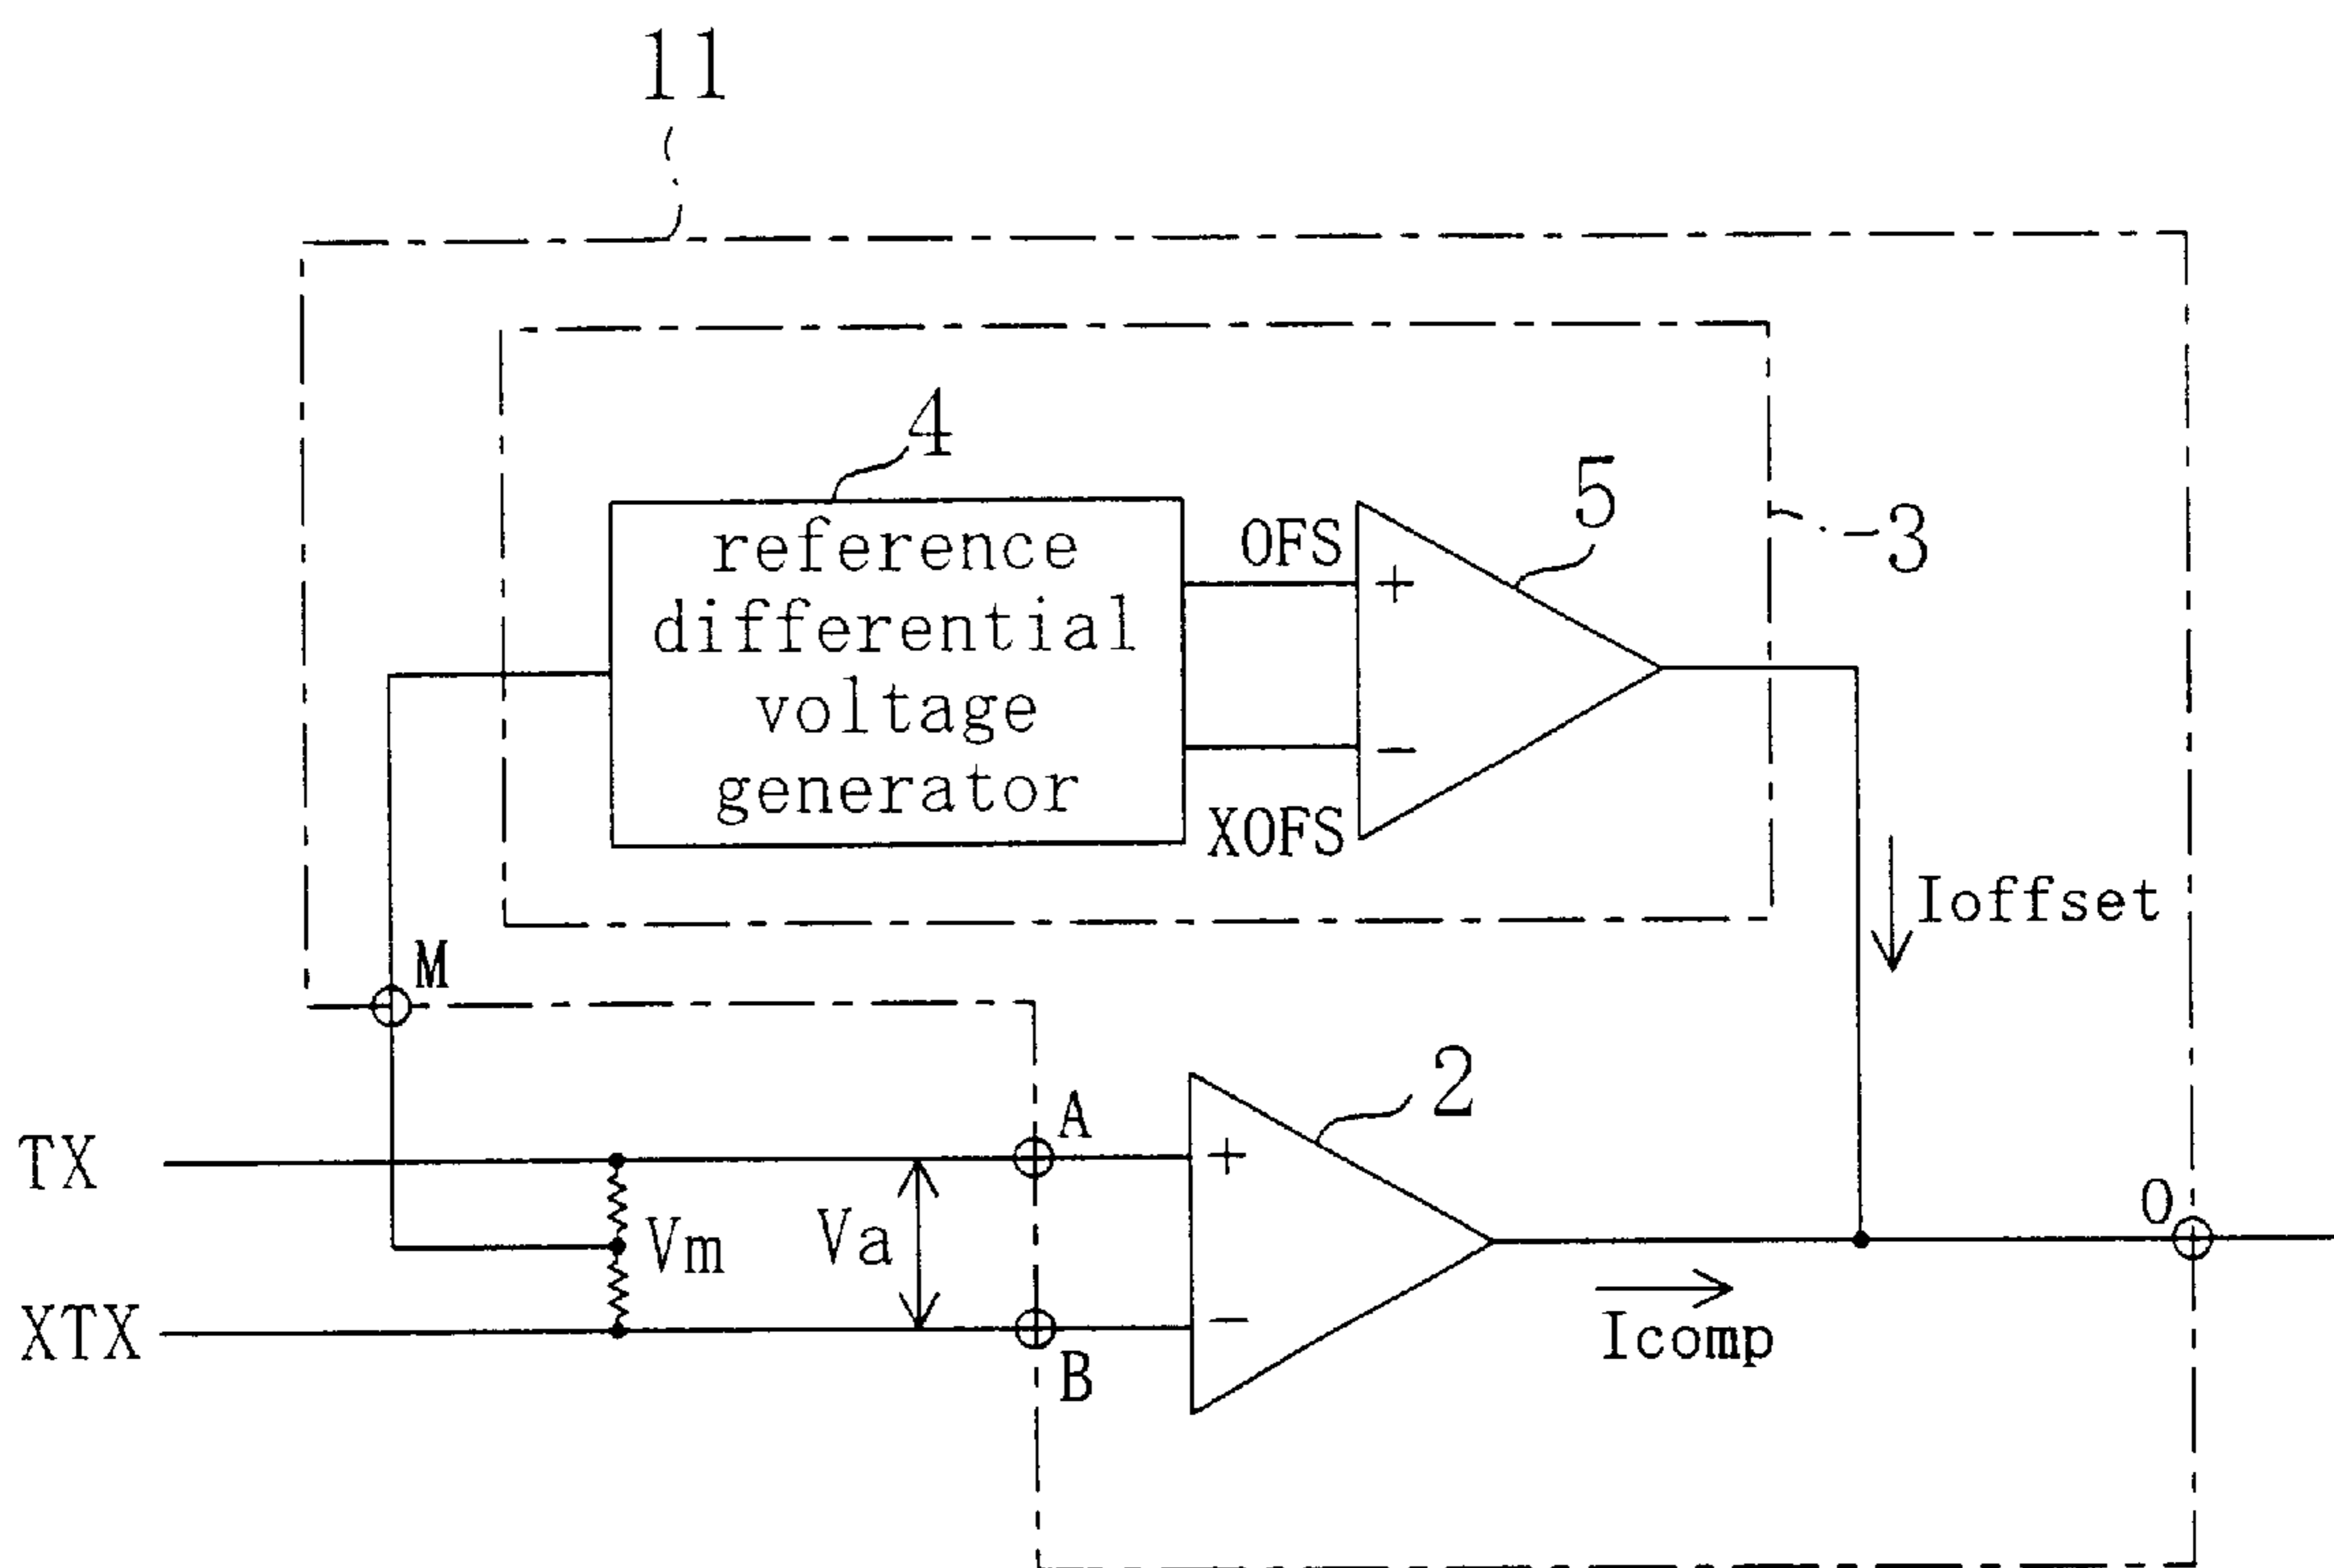 11
4
reference
differential
voltage
generator
OFS
+
-
XOFS
5
3
Ioffset
M
TX
XTX
Vm
Va
A
B
+
-
2
Icomp
O